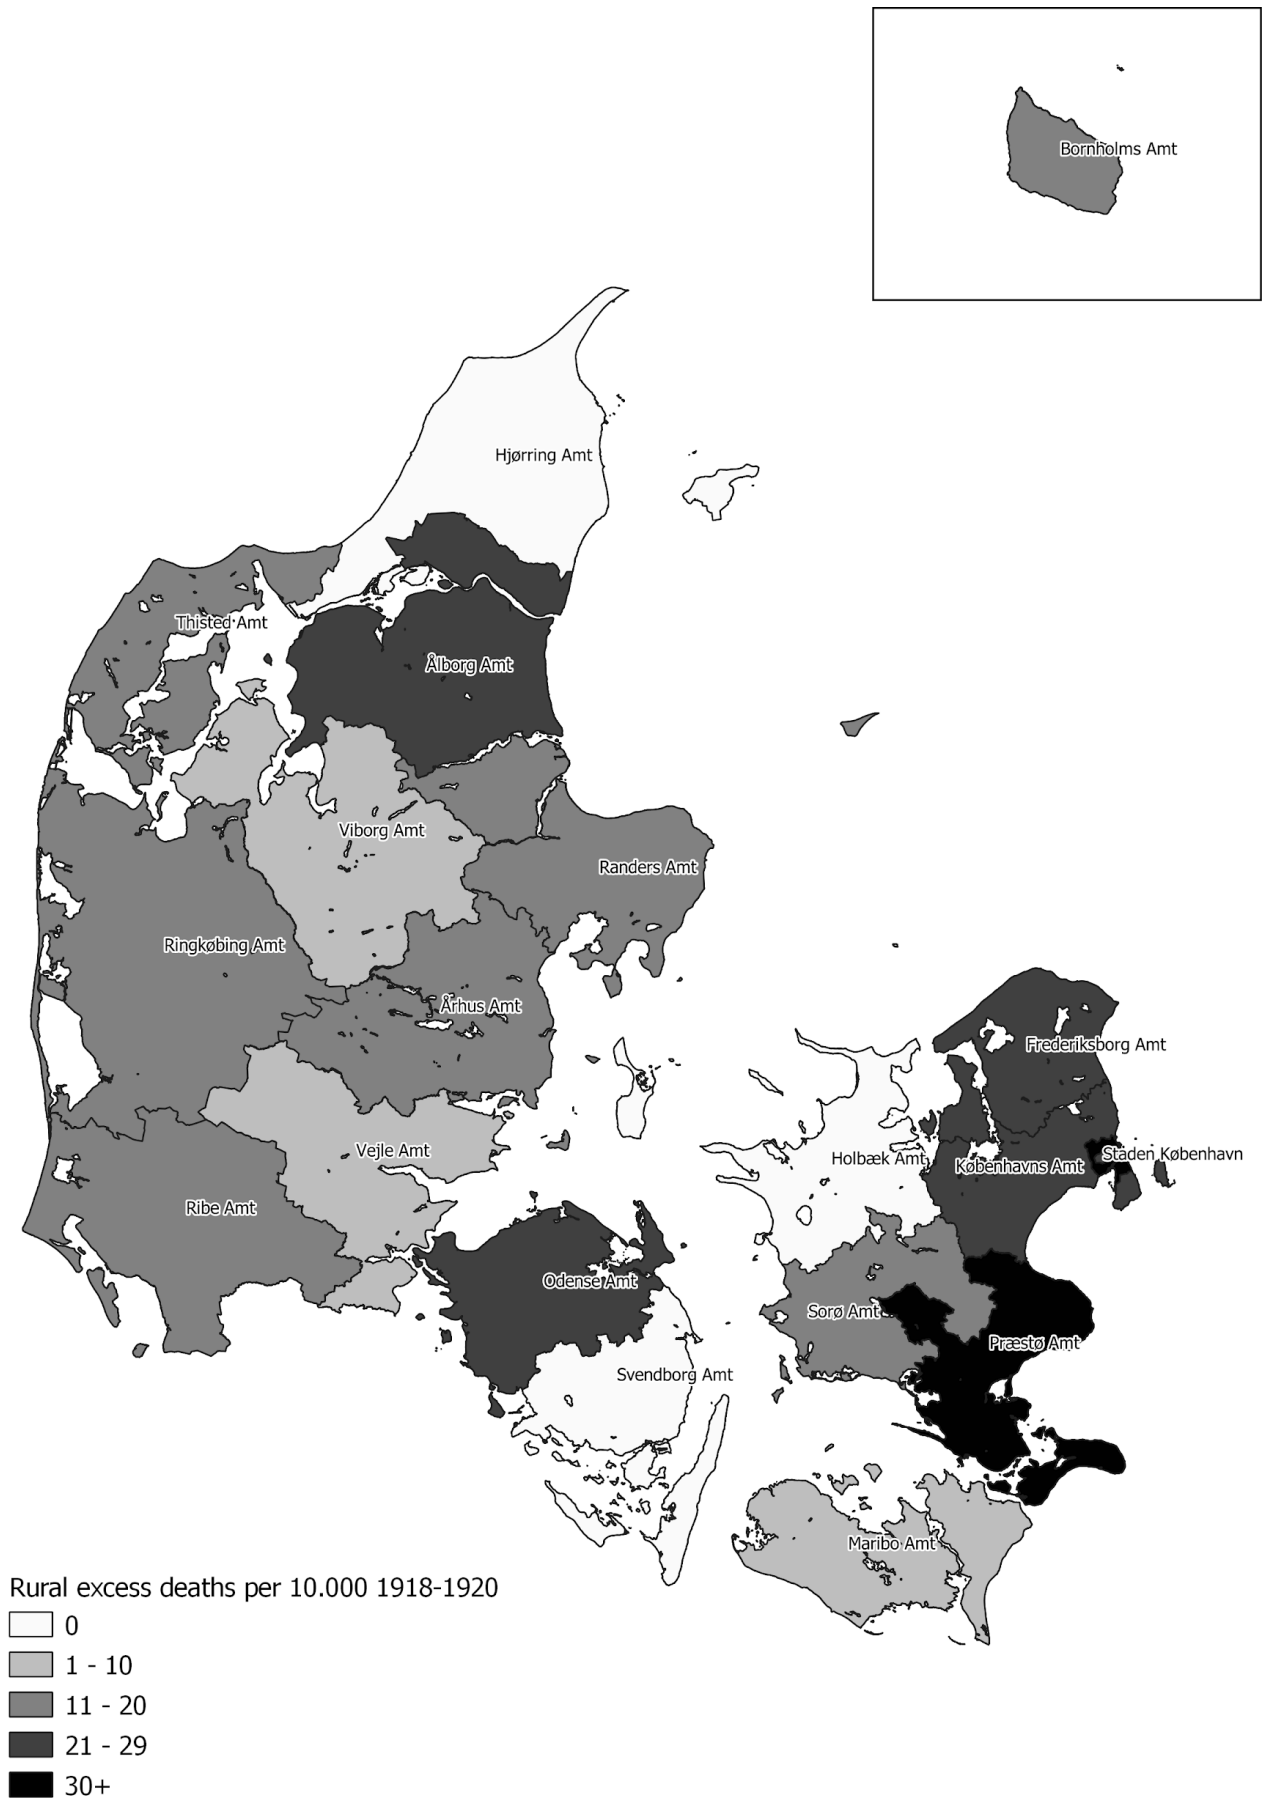 Bornholms Amt
Hjørring Amt
Thisted Amt
Ålborg Amt
Viborg Amt
Randers Amt
Ringkøbing Amt
Århus Amt
Frederiksborg Amt
Vejle Amt
Holbæk Amt
Københavns Amt
Staden København
Ribe Amt
Odense Amt
Sorø Amt
Præstø Amt
Svendborg Amt
Maribo Amt
Rural excess deaths per 10.000 1918-1920
0
1 - 10
11 - 20
21 - 29
30+